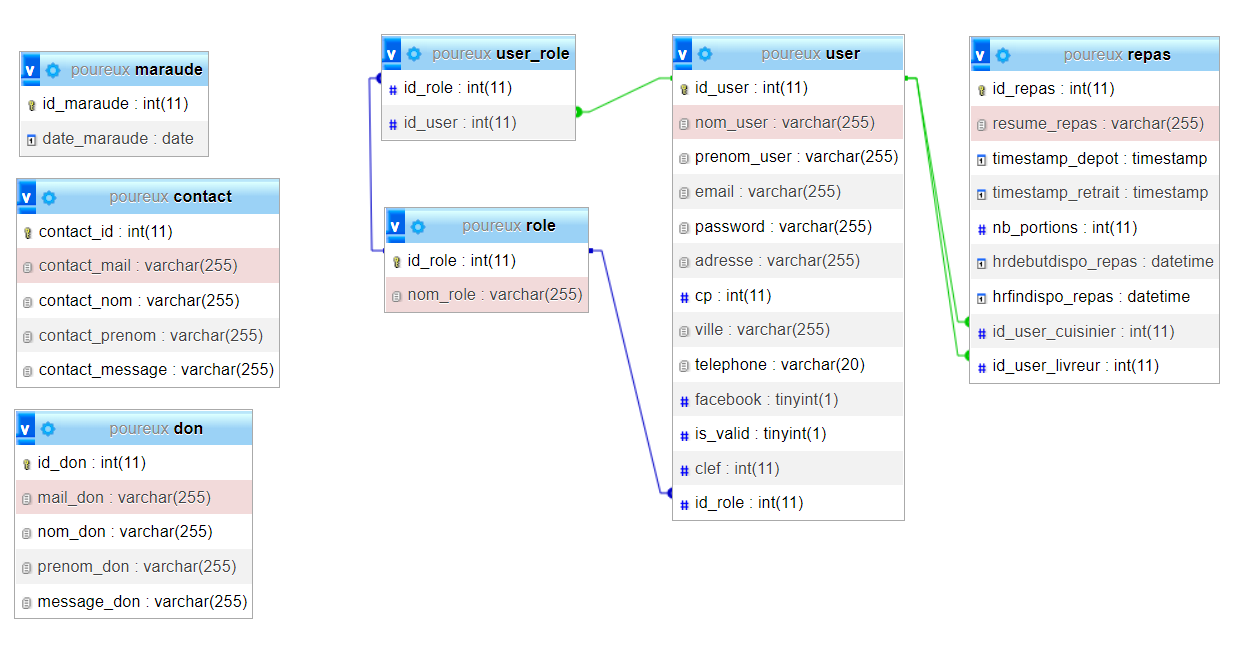 poureux maraude
id_maraude : int(11)
date_maraude : date
poureux contact
contact_id : int(11)
contact_mail : varchar(255)
contact_nom : varchar(255)
contact_prenom : varchar(255)
contact_message : varchar(255)
poureux don
id_don : int(11)
mail_don : varchar(255)
nom_don : varchar(255)
prenom_don : varchar(255)
message_don : varchar(255)
poureux user_role
id_role : int(11)
id_user : int(11)
poureux role
id_role : int(11)
nom_role : varchar(255)
poureux user
id_user : int(11)
nom_user : varchar(255)
prenom_user : varchar(255)
email : varchar(255)
password : varchar(255)
adresse : varchar(255)
cp : int(11)
ville : varchar(255)
telephone : varchar(20)
facebook : tinyint(1)
is_valid : tinyint(1)
clef : int(11)
id_role : int(11)
poureux repas
id_repas : int(11)
resume_repas : varchar(255)
timestamp_depot : timestamp
timestamp_retrait : timestamp
nb_portions : int(11)
hrdebutdispo_repas : datetime
hrfindispo_repas : datetime
id_user_cuisinier : int(11)
id_user_livreur : int(11)